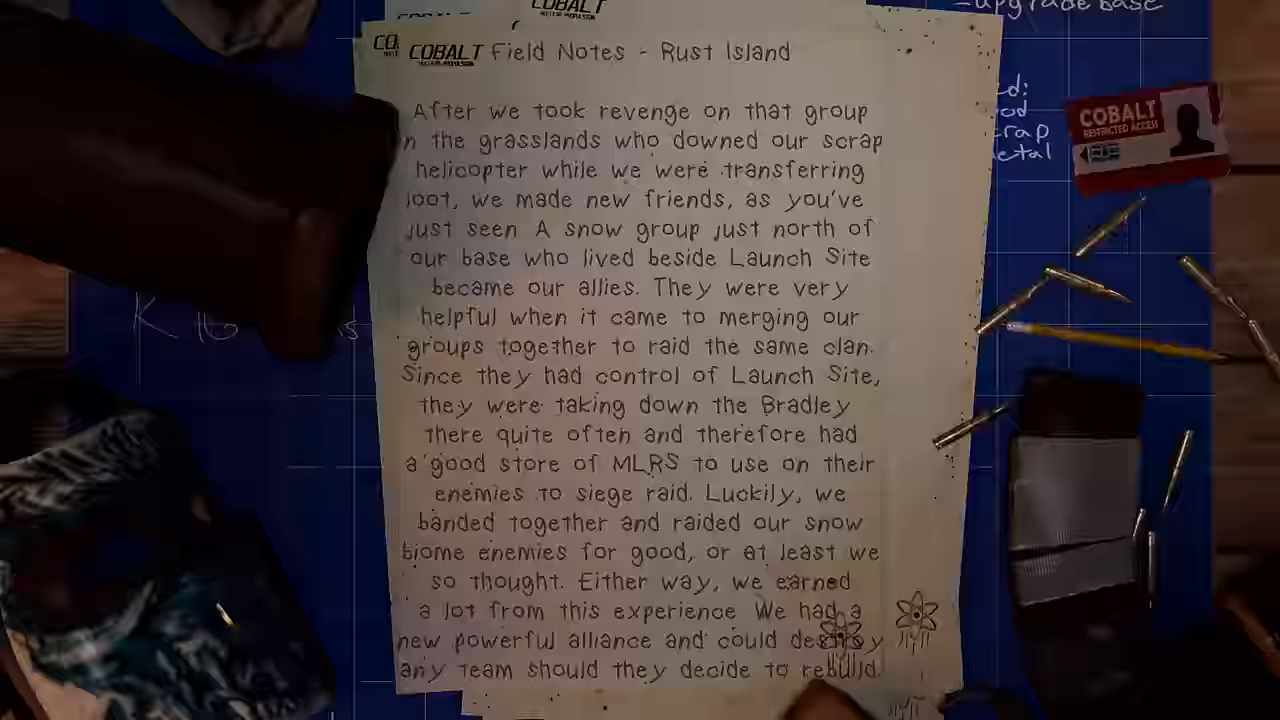 COBALT
COBALT
-upgrade base
CO
COBALT Field Notes - Rust Island
After we took revenge on that group
n the grasslands who downed our scrap
helicopter while we were transferring
loot, we made new friends, as you've
just seen. A snow group just north of
our base who lived beside Launch Site
became our allies. They were very
helpful when it came to merging our
groups together to raid the same clan.
Since they had control of Launch Site,
they were taking down the Bradley
there quite often and therefore had
a good store of MLRS to use on their
enemies to siege raid. Luckily, we
banded together and raided our snow
biome enemies for good, or at least we
so thought. Either way, we earned
a lot from this experience. We had a
new powerful alliance and could destroy
any team should they decide to rebuild.
d:
od
crap
etal
COBALT
RESTRICTED ACCESS